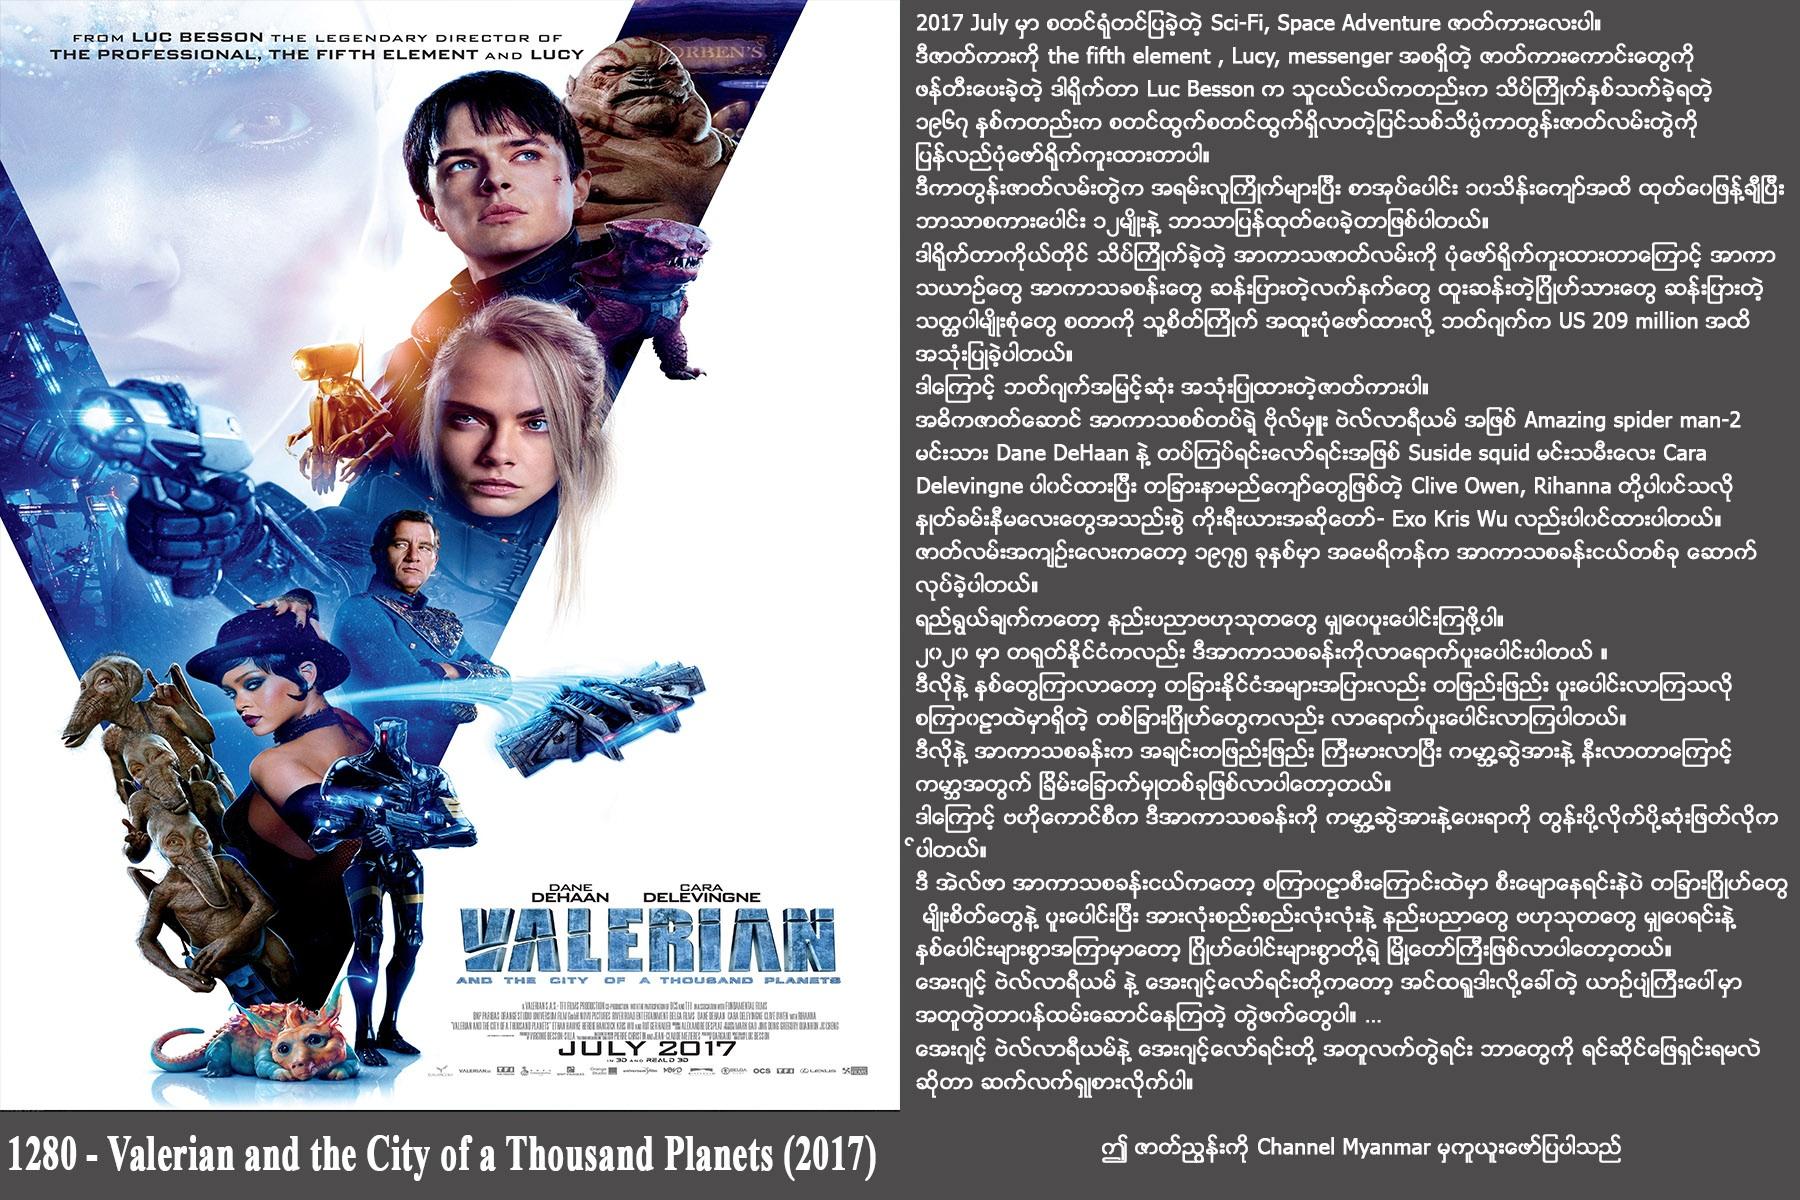 FROM LUC BESSON THE LEGENDARY DIRECTOR OF
THE PROFESSIONAL, THE FIFTH ELEMENT AND LUCY
DANE DEHAAN CARA DELEVINGNE
VALERIAN
AND THE CITY OF A THOUSAND PLANETS
JULY 2017
IN 3D AND REALD 3D
1280 - Valerian and the City of a Thousand Planets (2017)
2017 July မှာ စတင်ရုံတင်ပြခဲ့တဲ့ Sci-Fi, Space Adventure ဇာတ်ကားလေးပါ။
ဒီဇာတ်ကားကို the fifth element , Lucy, messenger အစရှိတဲ့ ဇာတ်ကားကောင်းတွေကို
ဖန်တီးပေးခဲ့တဲ့ ဒါရိုက်တာ Luc Besson က သူငယ်ငယ်ကတည်းက သိပ်ကြိုက်နှစ်သက်ခဲ့ရတဲ့
၁၉၆၇ နှစ်ကတည်းက စတင်ထွက်စတင်ထွက်ရှိလာတဲ့ပြင်သစ်သိပ္ပံကာတွန်းဇာတ်လမ်းတွဲကို
ပြန်လည်ပုံဖော်ရိုက်ကူးထားတာပါ။
ဒီကာတွန်းဇာတ်လမ်းတွဲက အရမ်းလူကြိုက်များပြီး စာအုပ်ပေါင်း ၁၀သိန်းကျော်အထိ ထုတ်ဝေဖြန့်ချီပြီး
ဘာသာစကားပေါင်း ၁၂မျိုးနဲ့ ဘာသာပြန်ထုတ်ဝေခဲ့တာဖြစ်ပါတယ်။
ဒါရိုက်တာကိုယ်တိုင် သိပ်ကြိုက်ခဲ့တဲ့ အာကာသဇာတ်လမ်းကို ပုံဖော်ရိုက်ကူးထားတာကြောင့် အာကာ
သယာဉ်တွေ အာကာသခစန်းတွေ ဆန်းပြားတဲ့လက်နက်တွေ ထူးဆန်းတဲ့ဂြိုဟ်သားတွေ ဆန်းပြားတဲ့
သတ္တဝါမျိုးစုံတွေ စတာကို သူ့စိတ်ကြိုက် အထူးပုံဖော်ထားလို့ ဘတ်ဂျက်က US 209 million အထိ
အသုံးပြုခဲ့ပါတယ်။
ဒါကြောင့် ဘတ်ဂျက်အမြင့်ဆုံး အသုံးပြုထားတဲ့ဇာတ်ကားပါ။
အဓိကဇာတ်ဆောင် အာကာသစစ်တပ်ရဲ့ ဗိုလ်မှူး ဗဲလ်လာရီယမ် အဖြစ် Amazing spider man-2
မင်းသား Dane DeHaan နဲ့ တပ်ကြပ်ရင်းလော်ရင်းအဖြစ် Suside squid မင်းသမီးလေး Cara
Delevingne ပါဝင်ထားပြီး တခြားနာမည်ကျော်တွေဖြစ်တဲ့ Clive Owen, Rihanna တို့ပါဝင်သလို
နှုတ်ခမ်းနီမလေးတွေအသည်းစွဲ ကိုးရီးယားအဆိုတော်- Exo Kris Wu လည်းပါဝင်ထားပါတယ်။
ဇာတ်လမ်းအကျဉ်းလေးကတော့ ၁၉၇၅ ခုနှစ်မှာ အမေရိကန်က အာကာသစခန်းငယ်တစ်ခု ဆောက်
လုပ်ခဲ့ပါတယ်။
ရည်ရွယ်ချက်ကတော့ နည်းပညာဗဟုသုတတွေ မျှဝေပူးပေါင်းကြဖို့ပါ။
၂၀၂၀ မှာ တရုတ်နိုင်ငံကလည်း ဒီအာကာသစခန်းကိုလာရောက်ပူးပေါင်းပါတယ် ။
ဒီလိုနဲ့ နှစ်တွေကြာလာတော့ တခြားနိုင်ငံအများအပြားလည်း တဖြည်းဖြည်း ပူးပေါင်းလာကြသလို
စကြာဝဠာထဲမှာရှိတဲ့ တစ်ခြားဂြိုဟ်တွေကလည်း လာရောက်ပူးပေါင်းလာကြပါတယ်။
ဒီလိုနဲ့ အာကာသစခန်းက အချင်းတဖြည်းဖြည်း ကြီးမားလာပြီး ကမ္ဘာ့ဆွဲအားနဲ့ နီးလာတာကြောင့်
ကမ္ဘာအတွက် ခြိမ်းခြောက်မှုတစ်ခုဖြစ်လာပါတော့တယ်။
ဒါကြောင့် ဗဟိုကောင်စီက ဒီအာကာသစခန်းကို ကမ္ဘာ့ဆွဲအားနဲ့ဝေးရာကို တွန်းပို့လိုက်ပို့ဆုံးဖြတ်လိုက
်ပါတယ်။
ဒီ အဲလ်ဖာ အာကာသစခန်းငယ်ကတော့ စကြာဝဠာစီးကြောင်းထဲမှာ စီးမျောနေရင်းနဲပဲ တခြားဂြိုဟ်တွေ
မျိုးစိတ်တွေနဲ့ ပူးပေါင်းပြီး အားလုံးစည်းစည်းလုံးလုံးနဲ့ နည်းပညာတွေ ဗဟုသုတတွေ မျှဝေရင်းနဲ့
နှစ်ပေါင်းများစွာအကြာမှာတော့ ဂြိုဟ်ပေါင်းများစွာတို့ရဲ့ မြို့တော်ကြီးဖြစ်လာပါတော့တယ်။
အေးဂျင့် ဗဲလ်လာရီယမ် နဲ့ အေးဂျင့်လော်ရင်းတို့ကတော့ အင်ထရူဒါးလို့ခေါ်တဲ့ ယာဉ်ပျံကြီးပေါ်မှာ
အတူတွဲတာဝန်ထမ်းဆောင်နေကြတဲ့ တွဲဖက်တွေပါ။ ...
အေးဂျင့် ဗဲလ်လာရီယမ်နဲ့ အေးဂျင့်လော်ရင်းတို့ အတူလက်တွဲရင်း ဘာတွေကို ရင်ဆိုင်ဖြေရှင်းရမလဲ
ဆိုတာ ဆက်လက်ရှုစားလိုက်ပါ။
ဤ ဇာတ်ညွှန်းကို Channel Myanmar မှကူယူးဖော်ပြပါသည်